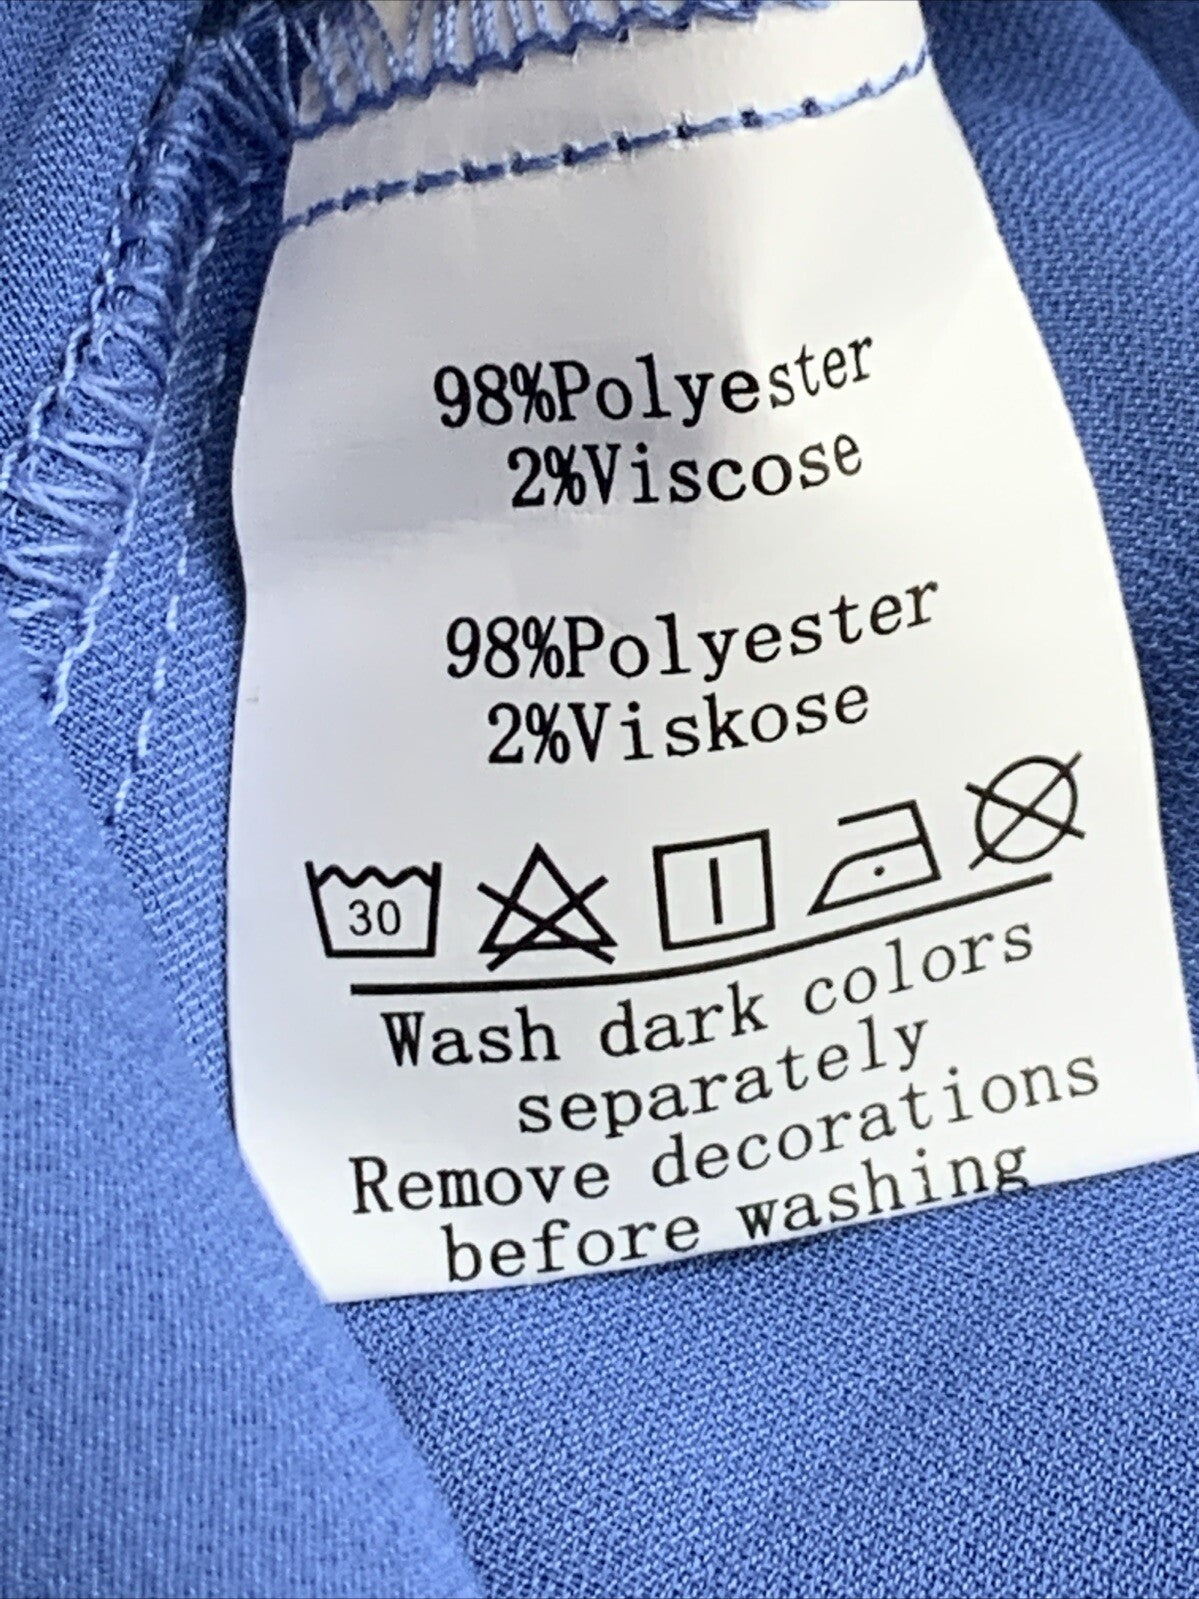 98%Polyester
2%Viscose
98%Polyester
2%Viskose
30
Wash dark colors
separately
Remove decorations
before washing